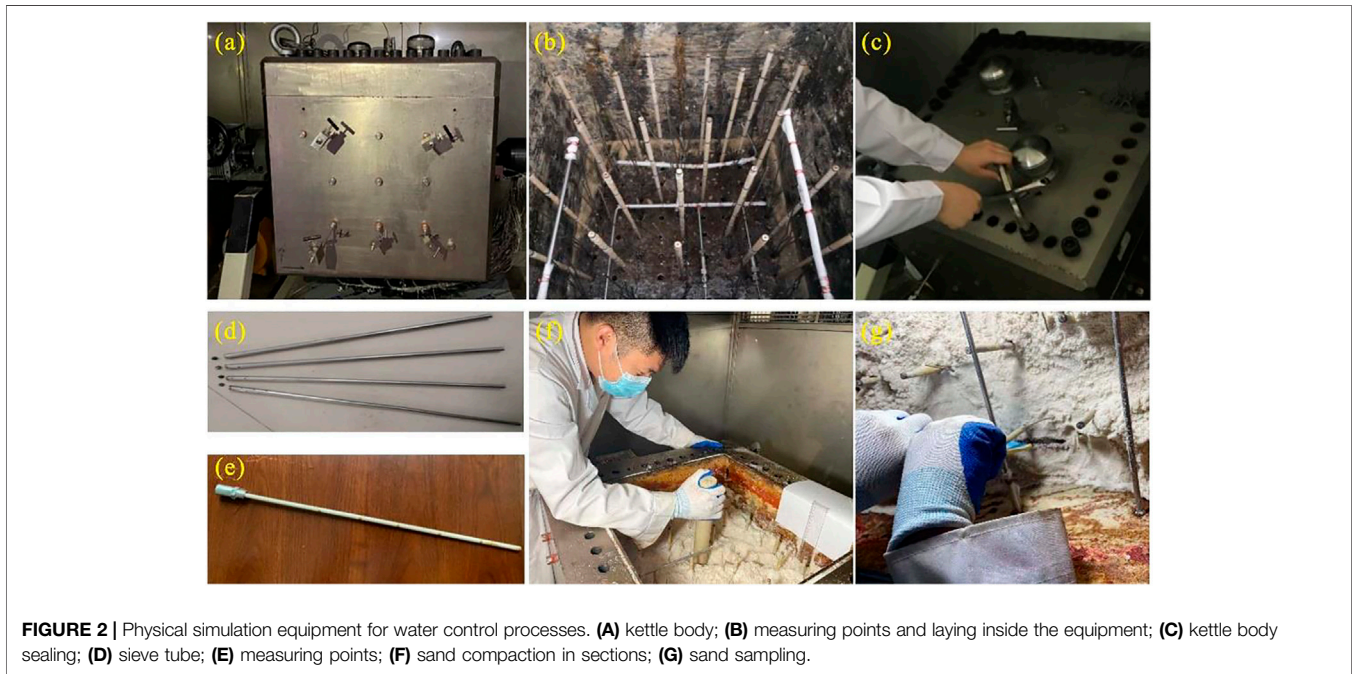 (a)
(b)
(c)
(d)
(e)
(f)
(g)
FIGURE 2 | Physical simulation equipment for water control processes. (A) kettle body; (B) measuring points and laying inside the equipment; (C) kettle body
sealing; (D) sieve tube; (E) measuring points; (F) sand compaction in sections; (G) sand sampling.